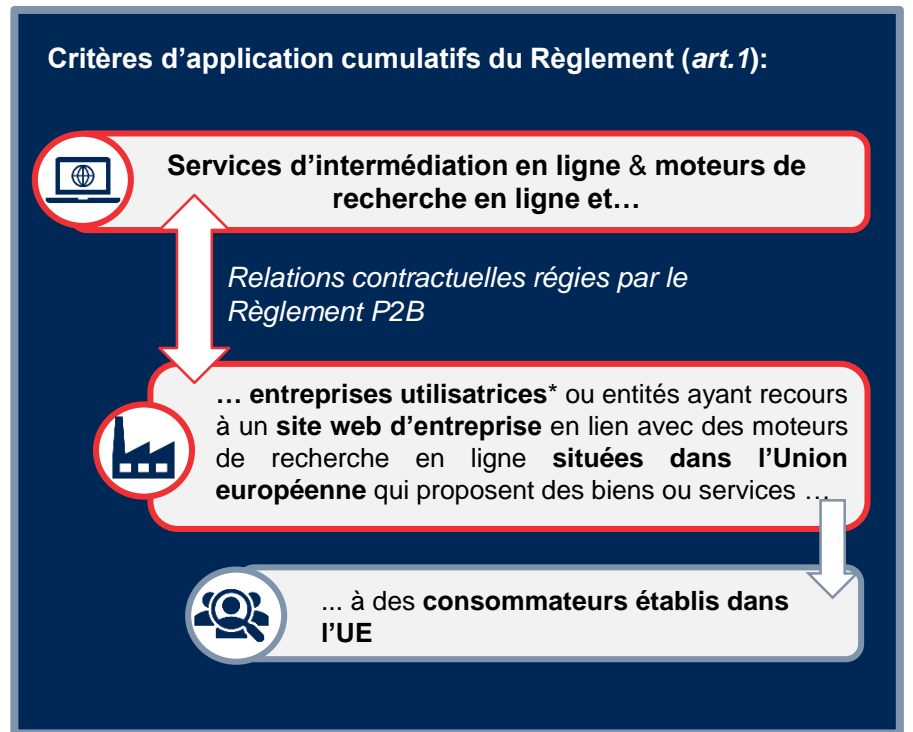 Critères d’application cumulatifs du Règlement (art.1):
Services d’intermédiation en ligne & moteurs de
recherche en ligne et…
Relations contractuelles régies par le
Règlement P2B
… entreprises utilisatrices* ou entités ayant recours
à un site web d’entreprise en lien avec des moteurs
de recherche en ligne situées dans l’Union
européenne qui proposent des biens ou services …
... à des consommateurs établis dans
l’UE